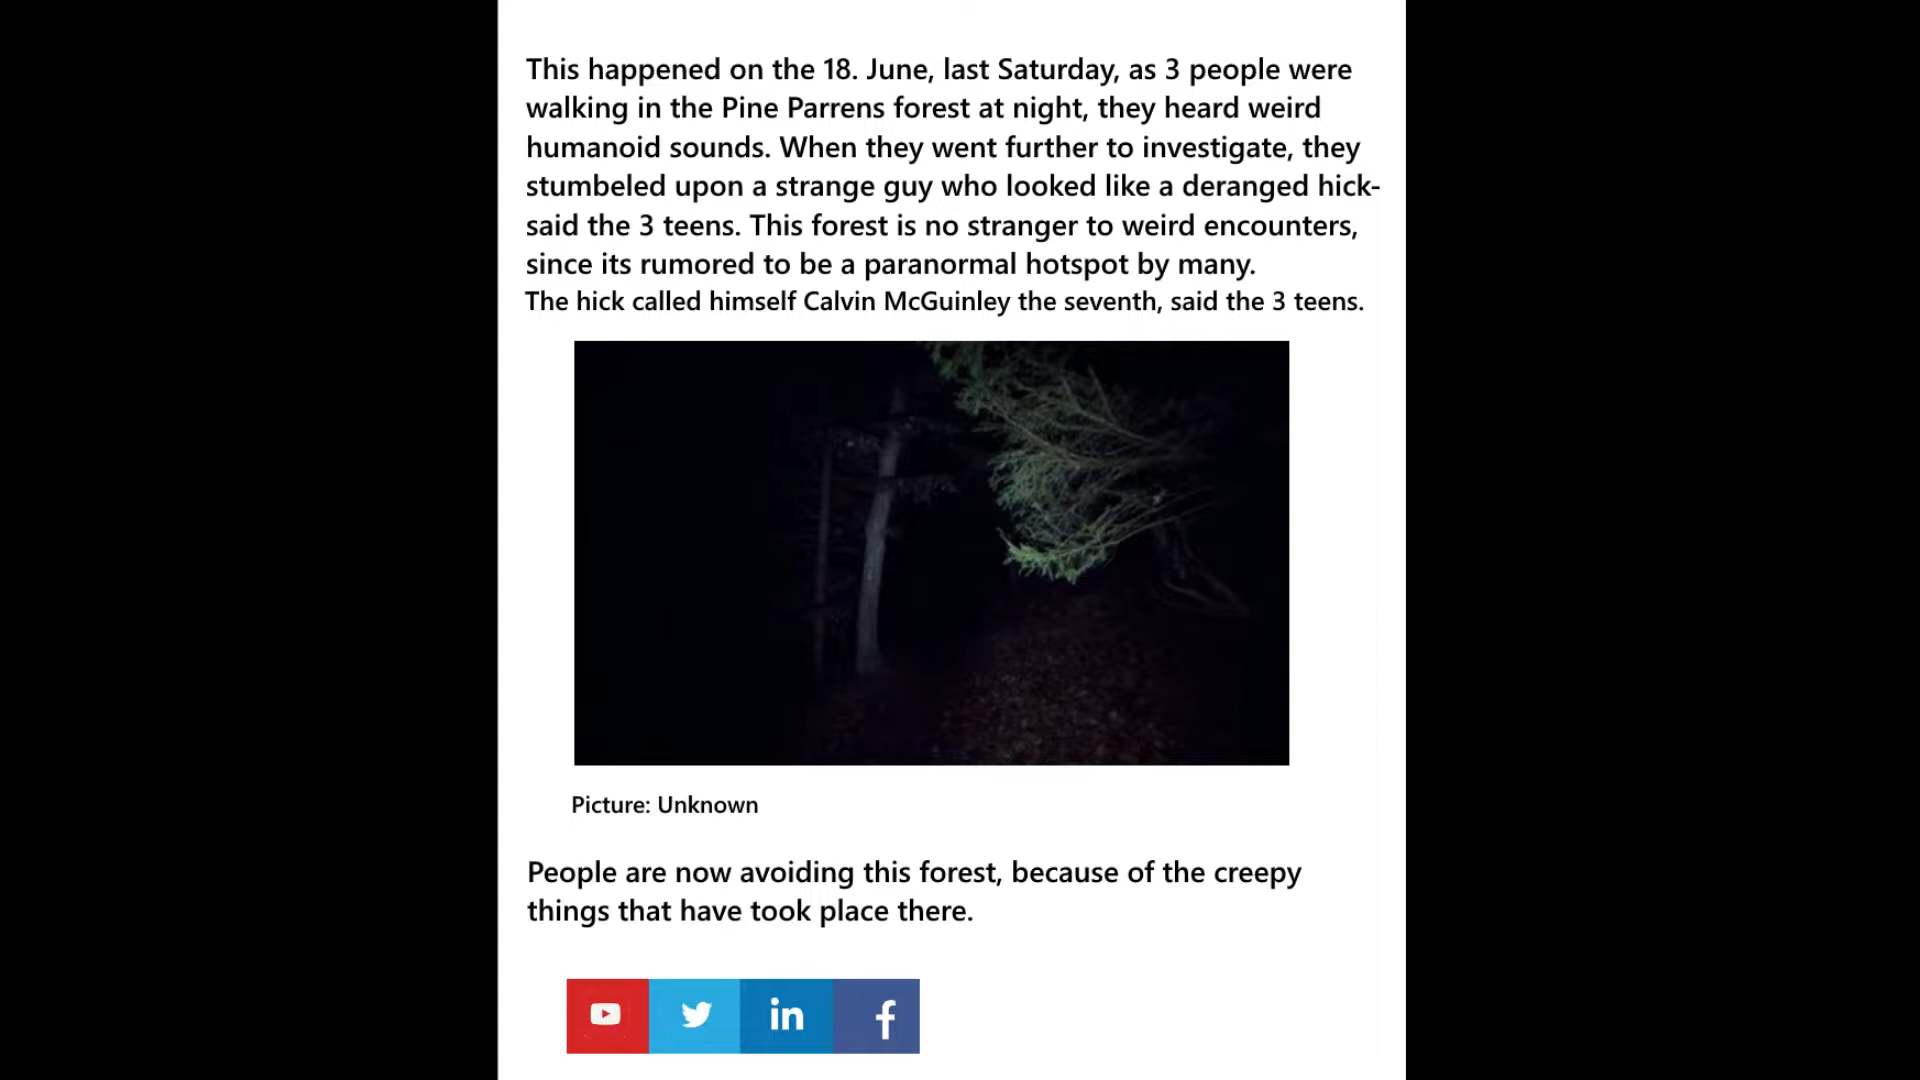 This happened on the 18. June, last Saturday, as 3 people were
walking in the Pine Parrens forest at night, they heard weird
humanoid sounds. When they went further to investigate, they
stumbeled upon a strange guy who looked like a deranged hick-
said the 3 teens. This forest is no stranger to weird encounters,
since its rumored to be a paranormal hotspot by many.
The hick called himself Calvin McGuinley the seventh, said the 3 teens.
Picture: Unknown
People are now avoiding this forest, because of the creepy
things that have took place there.
in f